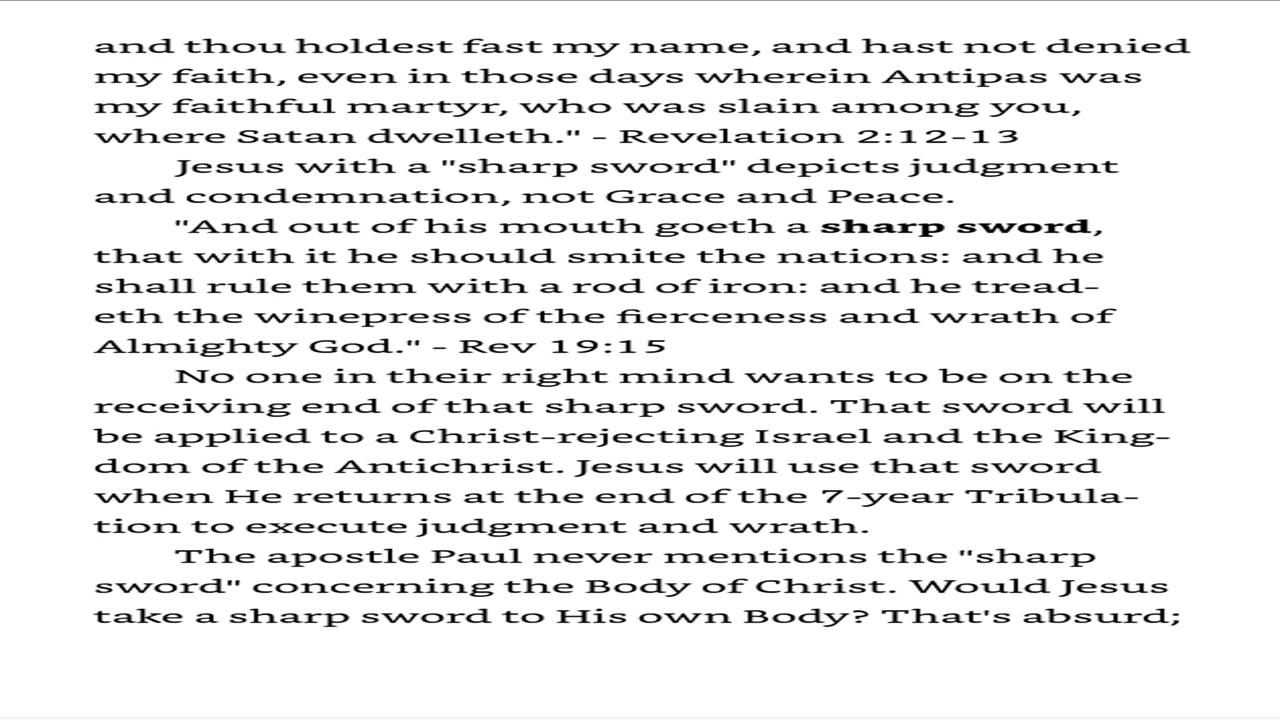 and thou holdest fast my name, and hast not denied
my faith, even in those days wherein Antipas was
my faithful martyr, who was slain among you,
where Satan dwelleth." - Revelation 2:12-13
Jesus with a "sharp sword" depicts judgment
and condemnation, not Grace and Peace.
"And out of his mouth goeth a sharp sword,
that with it he should smite the nations: and he
shall rule them with a rod of iron: and he tread-
eth the winepress of the fierceness and wrath of
Almighty God." - Rev 19:15
No one in their right mind wants to be on the
receiving end of that sharp sword. That sword will
be applied to a Christ-rejecting Israel and the King-
dom of the Antichrist. Jesus will use that sword
when He returns at the end of the 7-year Tribula-
tion to execute judgment and wrath.
The apostle Paul never mentions the "sharp
sword" concerning the Body of Christ. Would Jesus
take a sharp sword to His own Body? That's absurd;